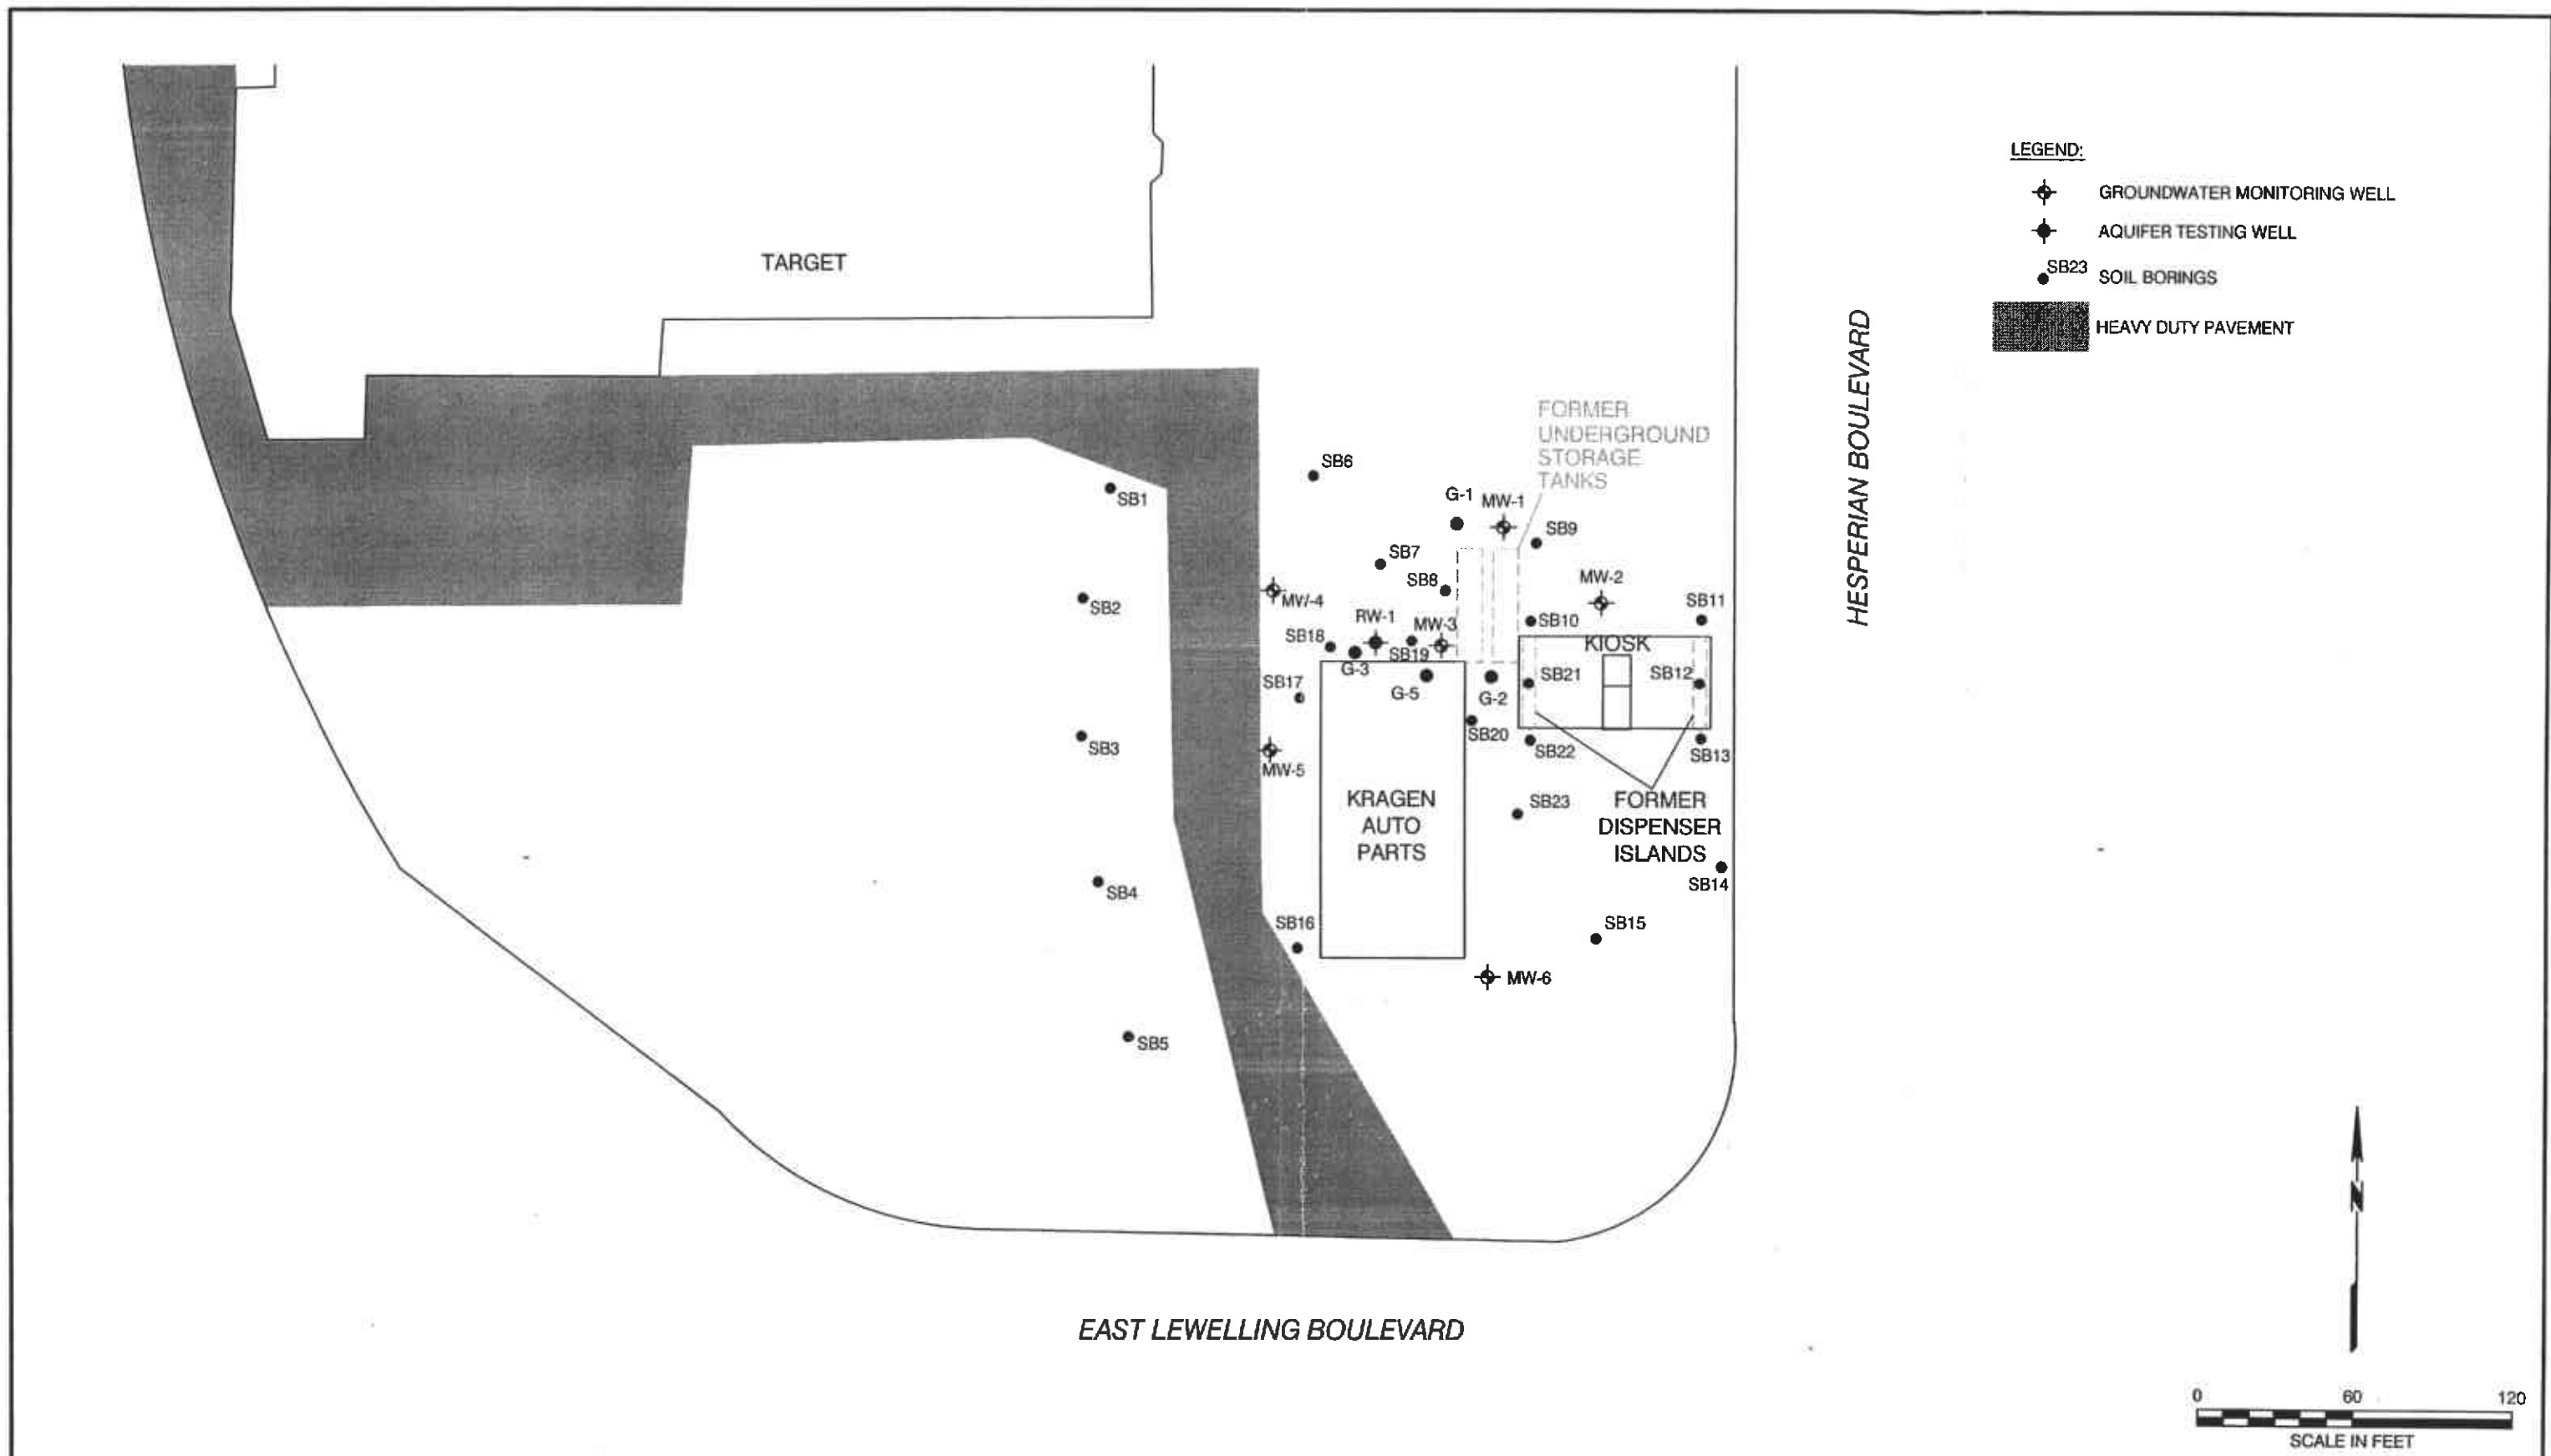 TARGET
LEGEND:
GROUNDWATER MONITORING WELL
AQUIFER TESTING WELL
SB23 SOIL BORINGS
HEAVY DUTY PAVEMENT
HESPERIAN BOULEVARD
FORMER
UNDERGROUND
STORAGE
TANKS
SB6
SB1
G-1
MW-1
SB9
SB7
SB8
MW-2
MW-4
SB2
SB11
RW-1
MW-3
SB10
SB18
SB19
KIOSK
G-3
SB17
G-5
G-2
SB21
SB12
SB3
SB20
SB22
SB13
MW-5
KRAGEN
AUTO
PARTS
SB23
FORMER
DISPENSER
ISLANDS
SB14
SB4
SB16
SB15
MW-6
SB5
N
EAST LEWELLING BOULEVARD
0 60 120
SCALE IN FEET